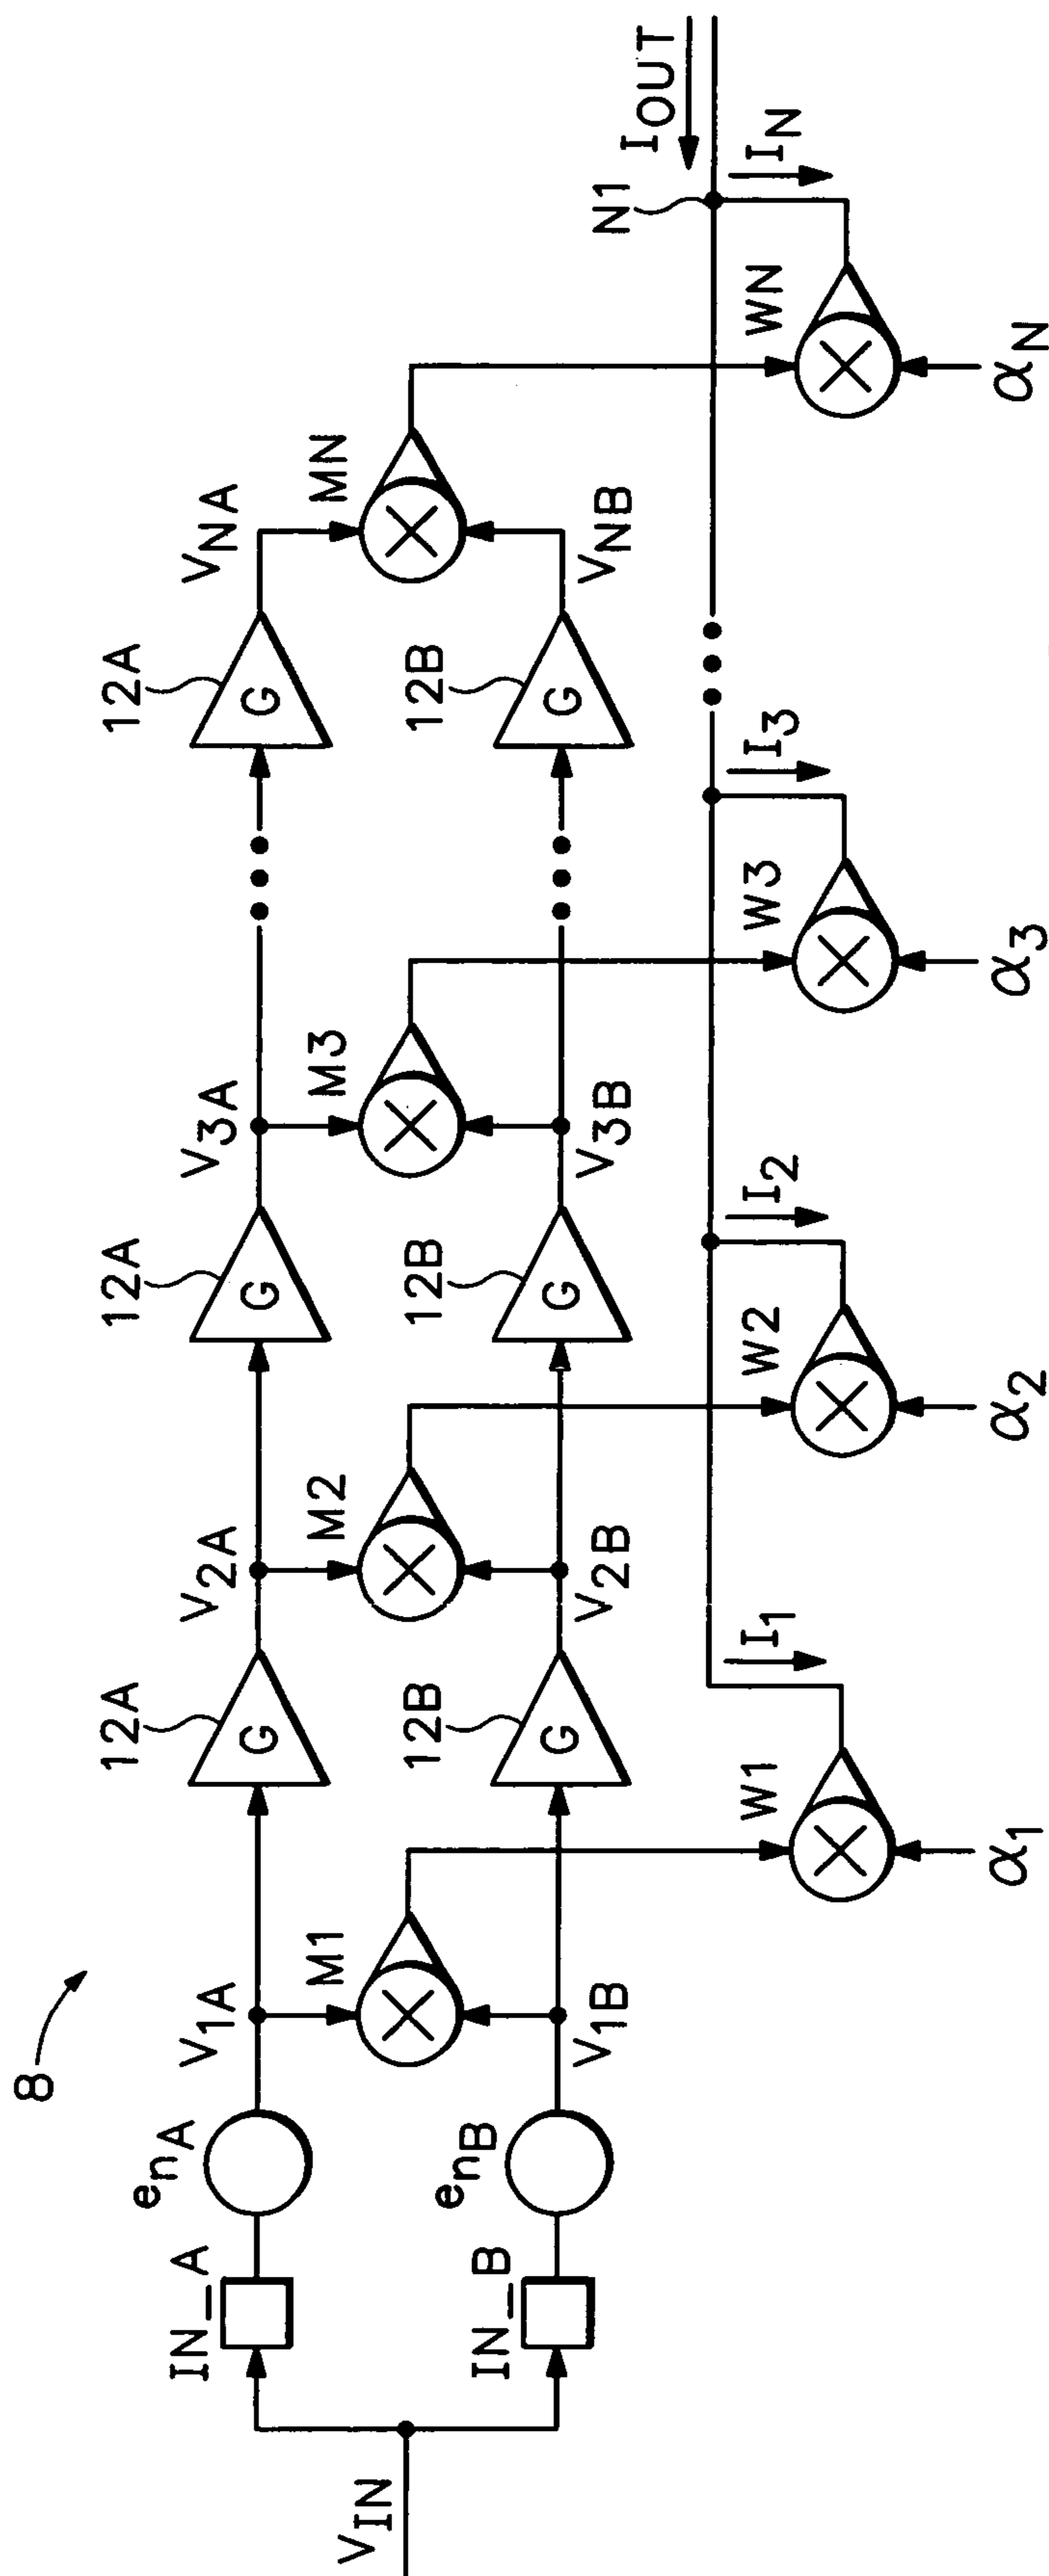 8
V_IN
IN_A
e_nA
V_1A
12A
G
V_2A
12A
G
V_3A
12A
G
V_NA
M1
M2
M3
MN
IN_B
e_nB
V_1B
12B
G
V_2B
12B
G
V_3B
12B
G
V_NB
N1
I_OUT
W1
I_1
W2
I_2
W3
I_3
WN
I_N
α_1
α_2
α_3
α_N